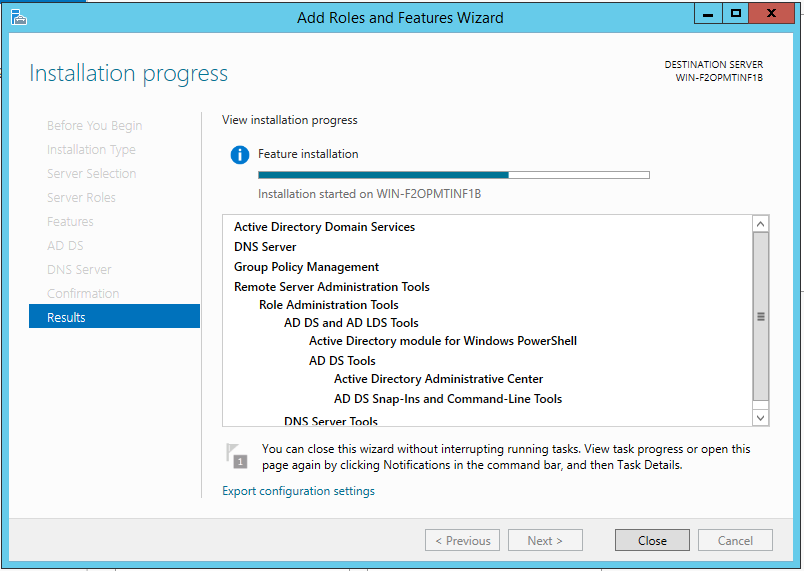 Add Roles and Features Wizard
Installation progress
DESTINATION SERVER
WIN-F2OPMTINF1B
Before You Begin
Installation Type
Server Selection
Server Roles
Features
AD DS
DNS Server
Confirmation
Results
View installation progress
Feature installation
Installation started on WIN-F2OPMTINF1B
Active Directory Domain Services
DNS Server
Group Policy Management
Remote Server Administration Tools
Role Administration Tools
AD DS and AD LDS Tools
Active Directory module for Windows PowerShell
AD DS Tools
Active Directory Administrative Center
AD DS Snap-Ins and Command-Line Tools
DNS Server Tools
1
You can close this wizard without interrupting running tasks. View task progress or open this
page again by clicking Notifications in the command bar, and then Task Details.
Export configuration settings
< Previous
Next >
Close
Cancel